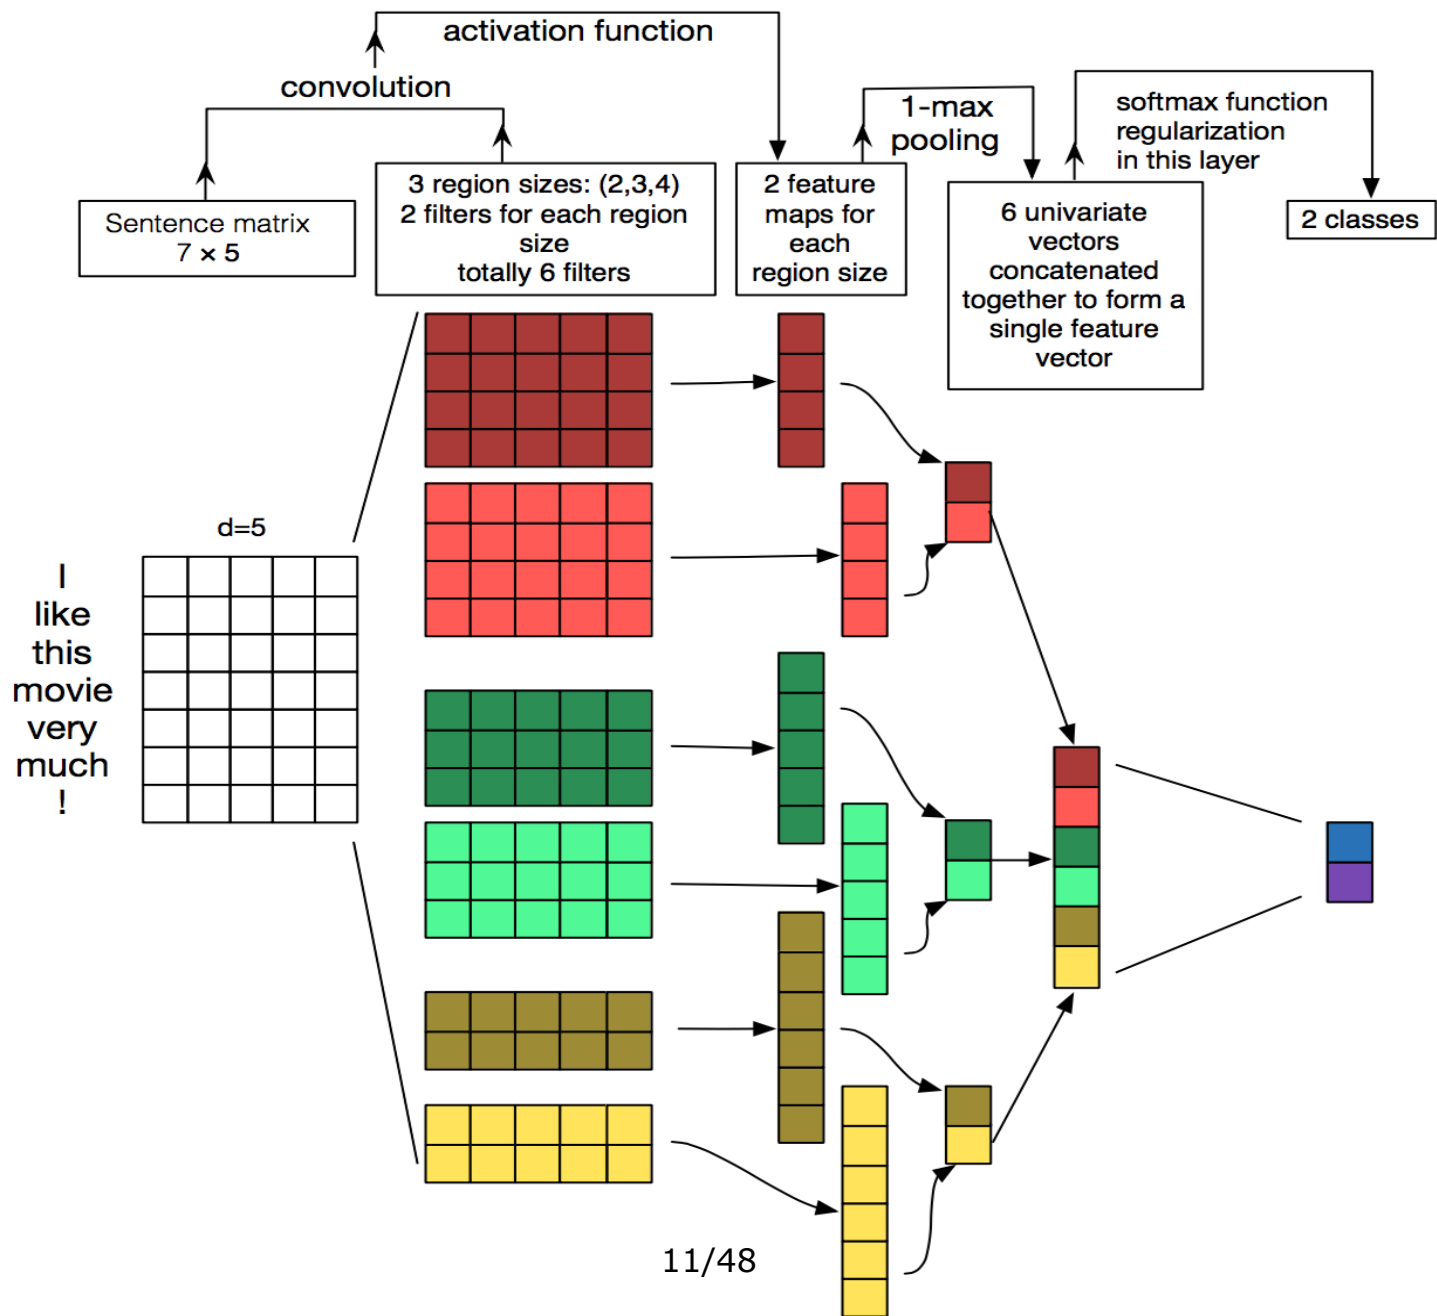 activation function
convolution
1-max
pooling
softmax function
regularization
in this layer
Sentence matrix
7 × 5
3 region sizes: (2,3,4)
2 filters for each region
size
totally 6 filters
2 feature
maps for
each
region size
6 univariate
vectors
concatenated
together to form a
single feature
vector
2 classes
d=5
I
like
this
movie
very
much
!
11/48